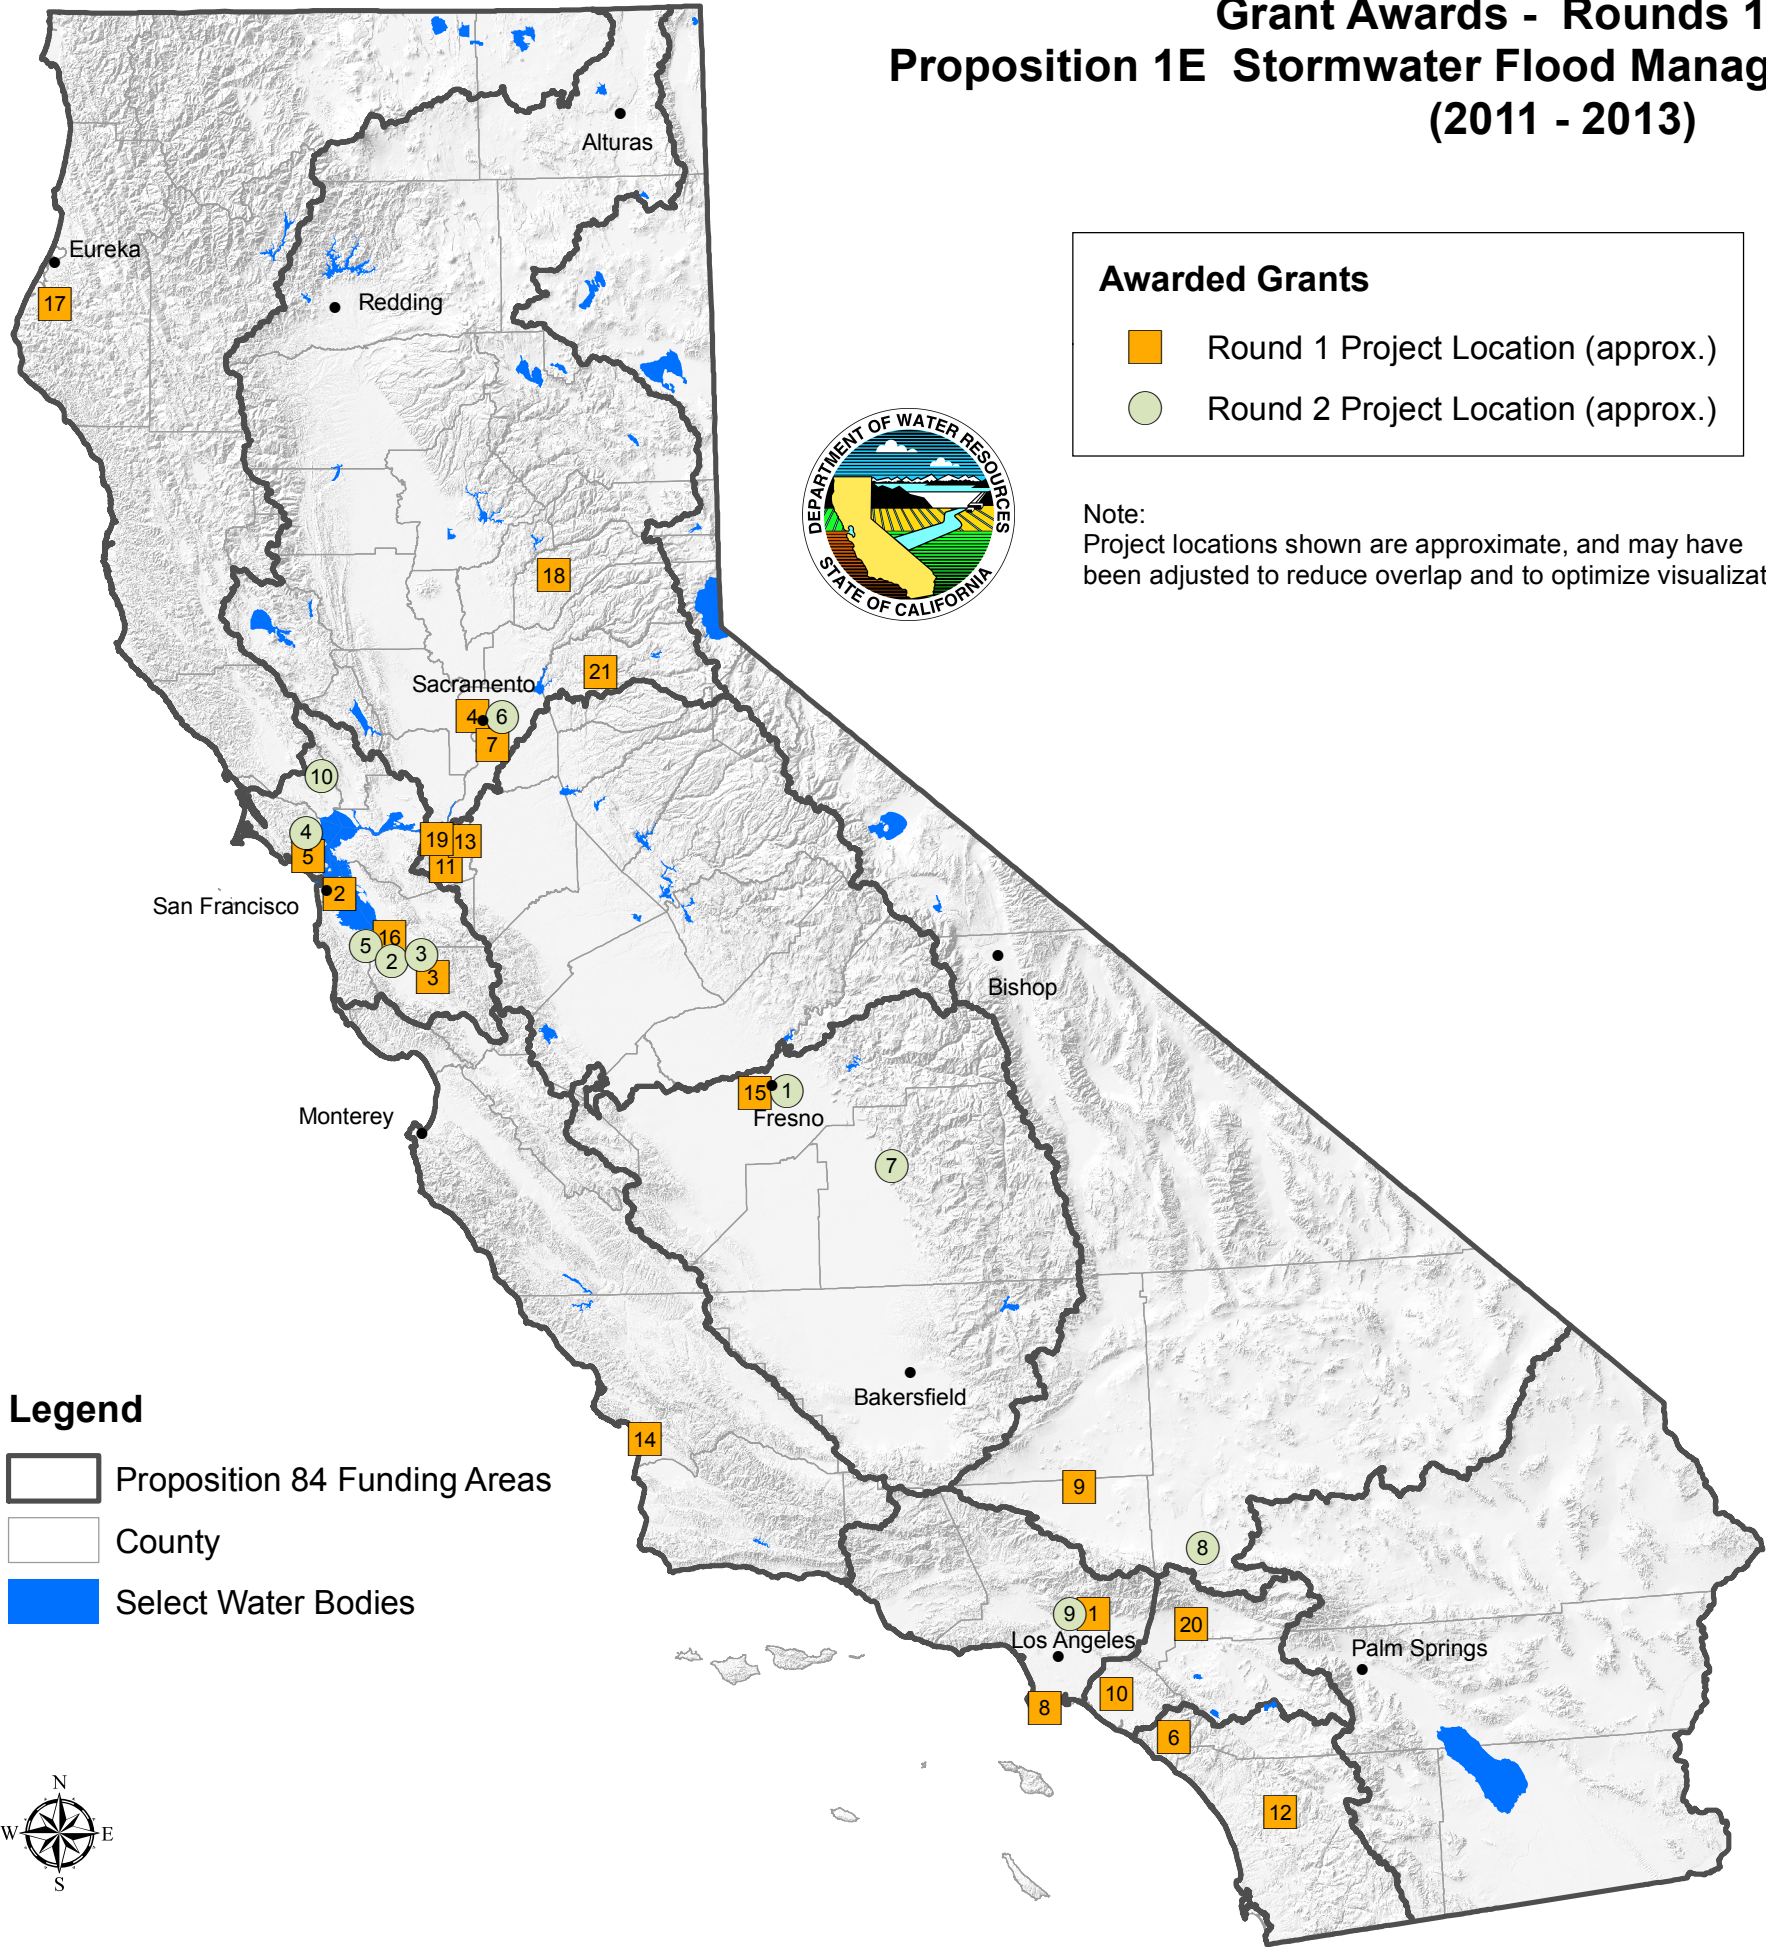 Grant Awards - Rounds 1
Proposition 1E Stormwater Flood Manag
(2011 - 2013)
Alturas
Eureka
17
Redding
Awarded Grants
Round 1 Project Location (approx.)
Round 2 Project Location (approx.)
DEPARTMENT OF WATER RESOURCES
STATE OF CALIFORNIA
Note:
Project locations shown are approximate, and may have
been adjusted to reduce overlap and to optimize visualizat
18
21
Sacramento
4
6
7
10
4
5
19
13
11
2
San Francisco
16
5
2
3
3
Bishop
15
1
Fresno
Monterey
7
Bakersfield
Legend
Proposition 84 Funding Areas
County
Select Water Bodies
14
9
8
9
1
20
Los Angeles
Palm Springs
10
8
6
12
N
W
E
S